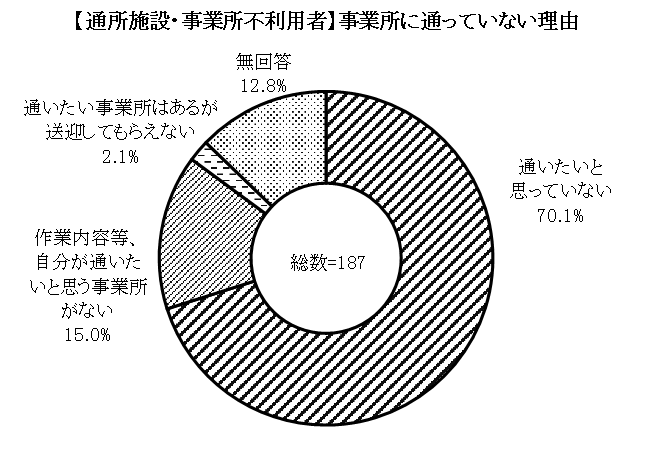 【通所施設・事業所不利用者】事業所に通っていない理由
無回答
12.8%
通いたい事業所はあるが
送迎してもらえない
2.1%
通いたいと
思っていない
70.1%
作業内容等、
自分が通いた
いと思う事業所
がない
15.0%
総数=187